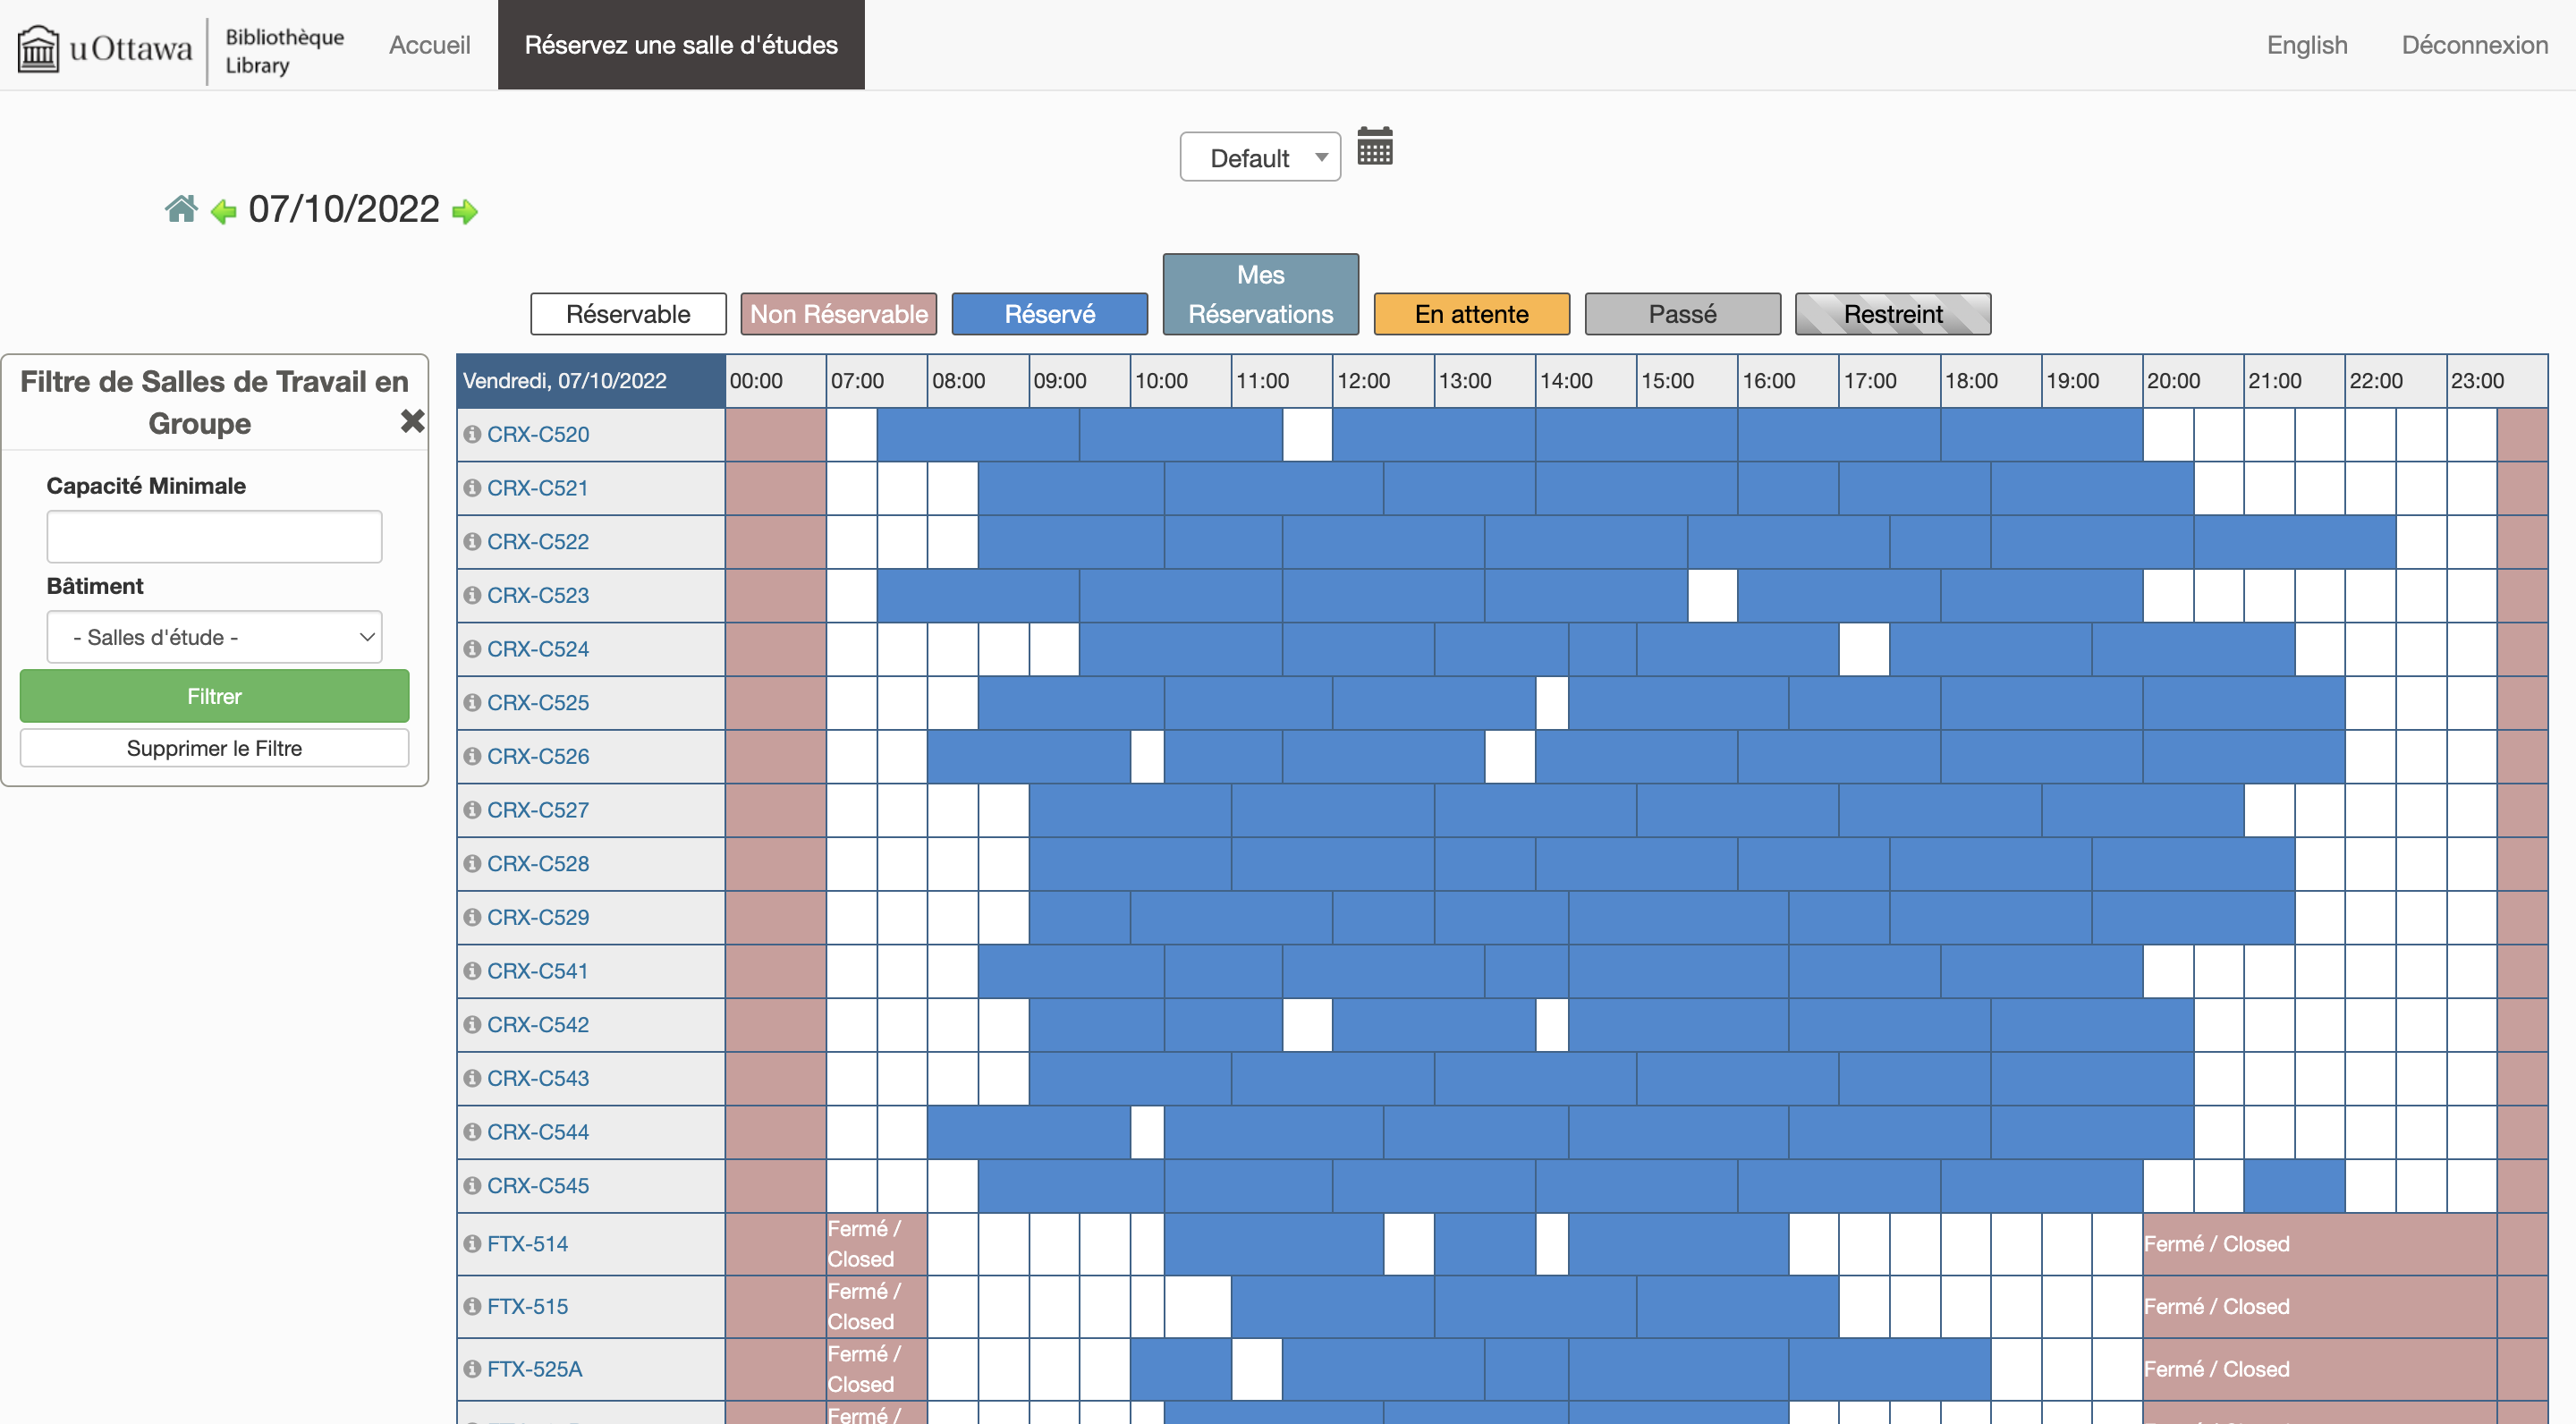 uOttawa
Bibliothèque
Library
Accueil
Réservez une salle d'études
English
Déconnexion
Default
07/10/2022
Réservable
Non Réservable
Réservé
Mes
Réservations
En attente
Passé
Restreint
Filtre de Salles de Travail en
Groupe
Capacité Minimale
Bâtiment
- Salles d'étude -
Filtrer
Supprimer le Filtre
Vendredi, 07/10/2022 00:00 07:00 08:00 09:00 10:00 11:00 12:00 13:00 14:00 15:00 16:00 17:00 18:00 19:00 20:00 21:00 22:00 23:00
CRX-C520
CRX-C521
CRX-C522
CRX-C523
CRX-C524
CRX-C525
CRX-C526
CRX-C527
CRX-C528
CRX-C529
CRX-C541
CRX-C542
CRX-C543
CRX-C544
CRX-C545
FTX-514
Fermé /
Closed
Fermé / Closed
FTX-515
Fermé /
Closed
Fermé / Closed
FTX-525A
Fermé /
Closed
Fermé / Closed
Fermé /